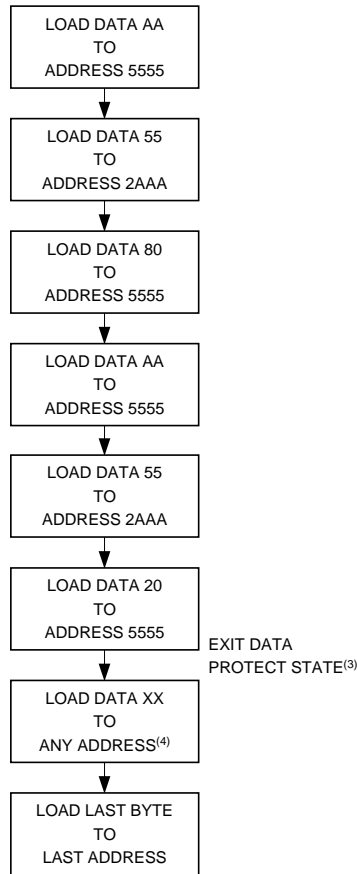 LOAD DATA AA
TO
ADDRESS 5555
LOAD DATA 55
TO
ADDRESS 2AAA
LOAD DATA 80
TO
ADDRESS 5555
LOAD DATA AA
TO
ADDRESS 5555
LOAD DATA 55
TO
ADDRESS 2AAA
LOAD DATA 20
TO
ADDRESS 5555
EXIT DATA
PROTECT STATE(3)
LOAD DATA XX
TO
ANY ADDRESS(4)
LOAD LAST BYTE
TO
LAST ADDRESS